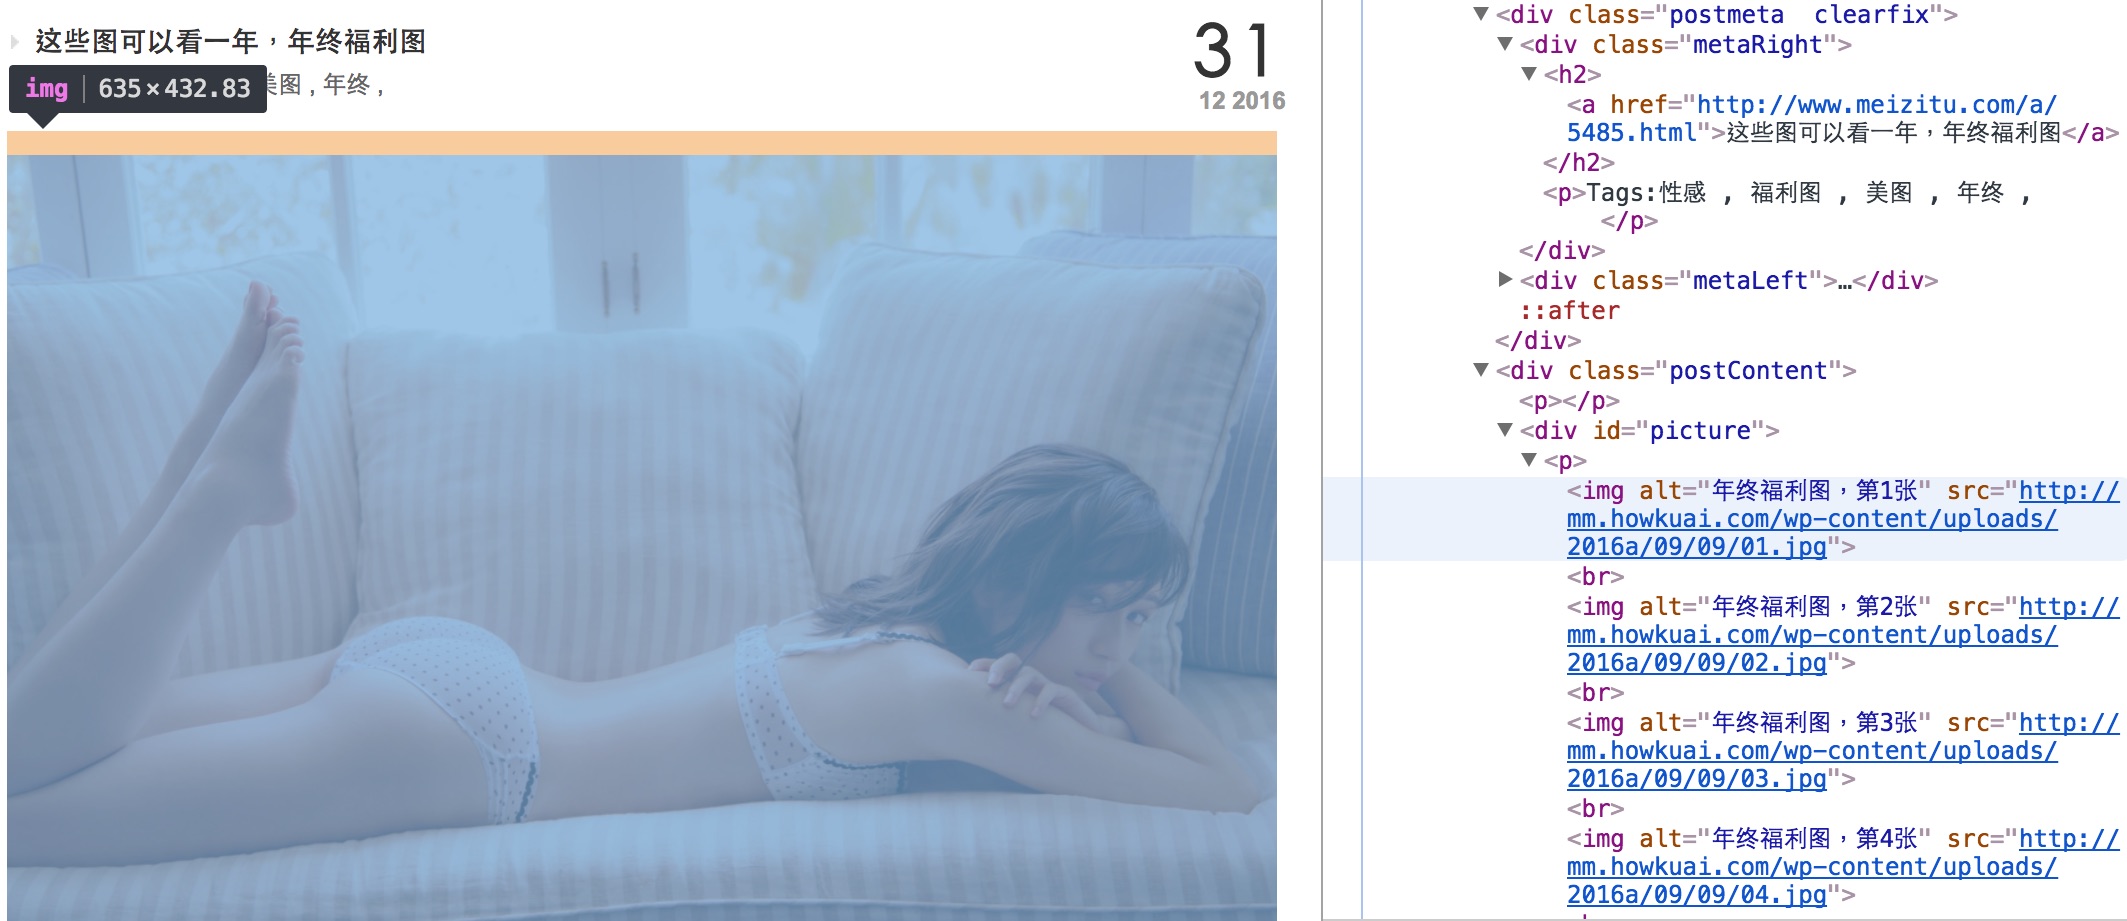 这些图可以看一年，年终福利图
img 635×432.83
美图 , 年终 ,
31
12 2016
<div class="postmeta  clearfix">
<div class="metaRight">
<h2>
<a href="http://www.meizitu.com/a/
5485.html">这些图可以看一年，年终福利图</a>
</h2>
<p>Tags:性感 , 福利图 , 美图 , 年终 ,
</p>
</div>
<div class="metaLeft">…</div>
::after
</div>
<div class="postContent">
<p></p>
<div id="picture">
<p>
<img alt="年终福利图，第1张" src="http://
mm.howkuai.com/wp-content/uploads/
2016a/09/09/01.jpg">
<br>
<img alt="年终福利图，第2张" src="http://
mm.howkuai.com/wp-content/uploads/
2016a/09/09/02.jpg">
<br>
<img alt="年终福利图，第3张" src="http://
mm.howkuai.com/wp-content/uploads/
2016a/09/09/03.jpg">
<br>
<img alt="年终福利图，第4张" src="http://
mm.howkuai.com/wp-content/uploads/
2016a/09/09/04.jpg">